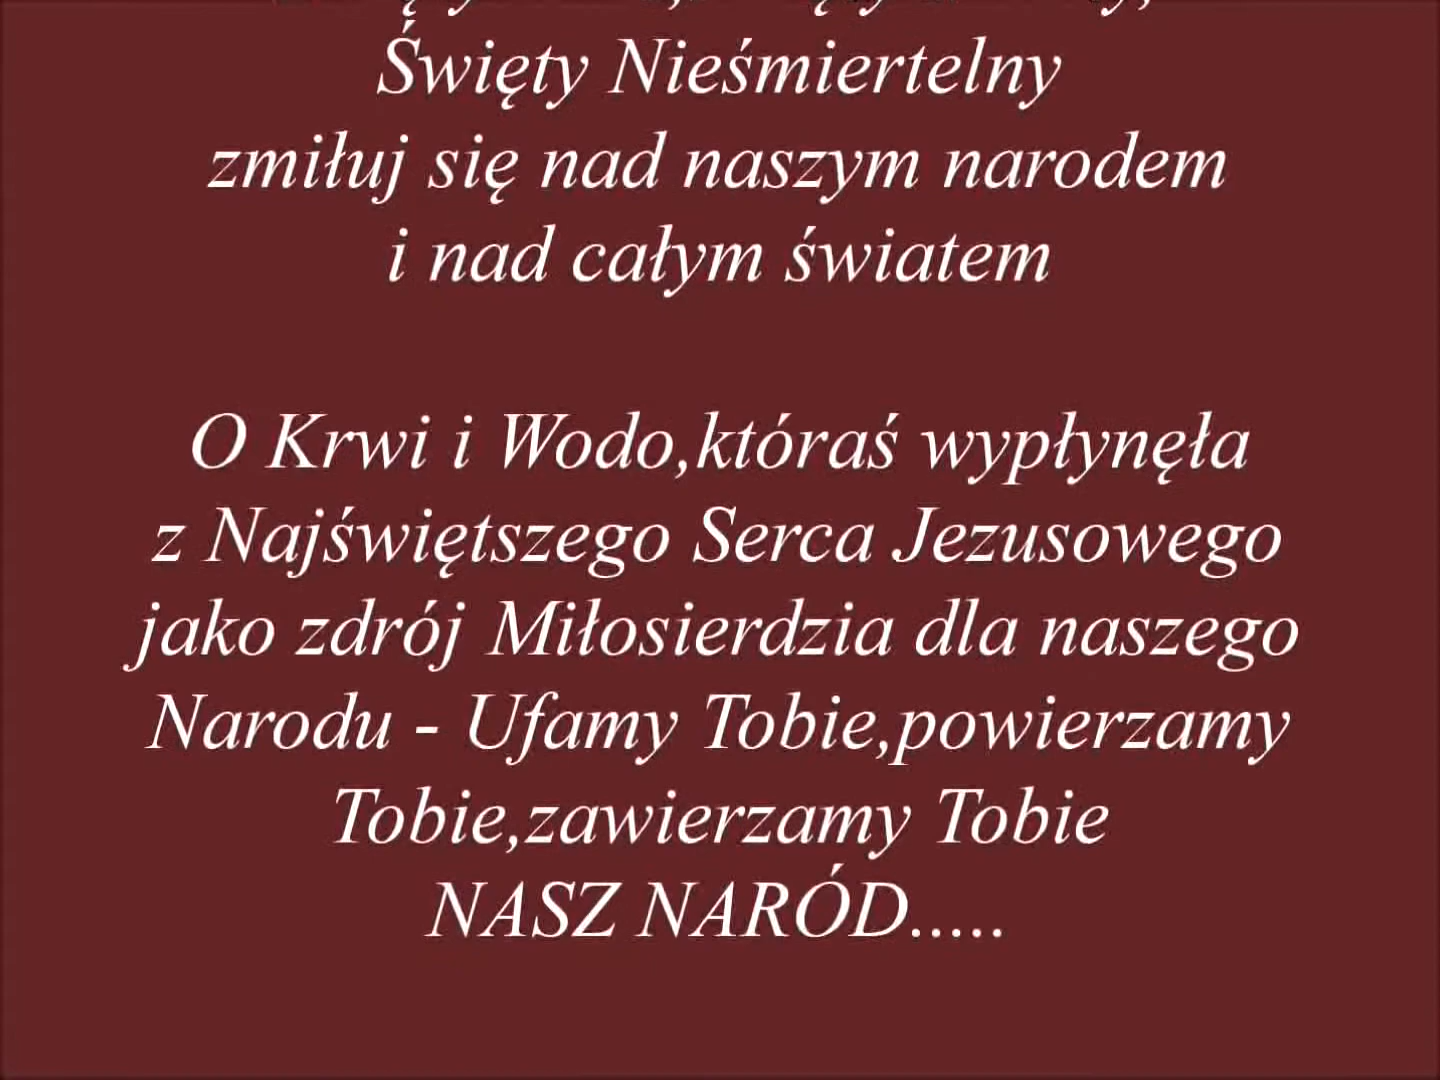 Święty Nieśmiertelny
zmiłuj się nad naszym narodem
i nad całym światem
O Krwi i Wodo,któraś wypłynęła
z Najświętszego Serca Jezusowego
jako zdrój Miłosierdzia dla naszego
Narodu - Ufamy Tobie,powierzamy
Tobie,zawierzamy Tobie
NASZ NARÓD.....